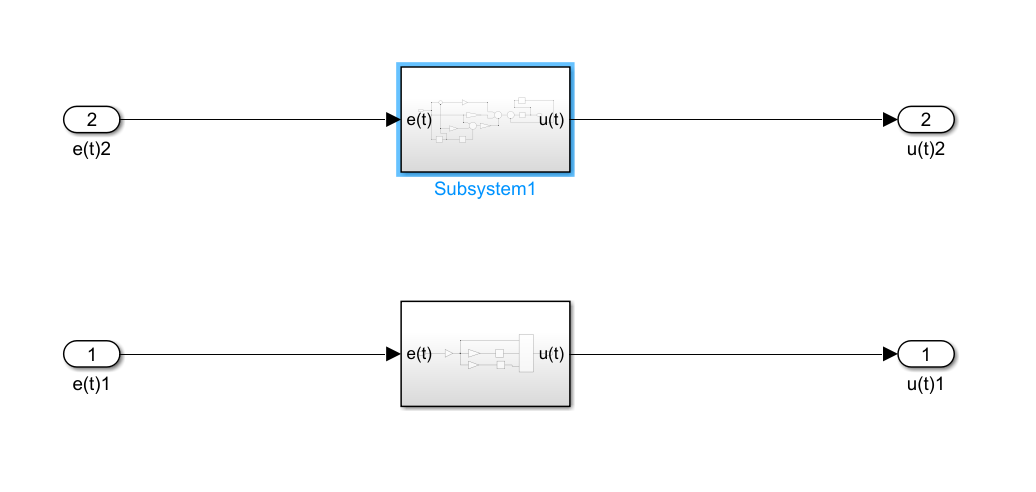 2
e(t)
u(t)
2
e(t)2
u(t)2
Subsystem1
1
e(t)
u(t)
1
e(t)1
u(t)1